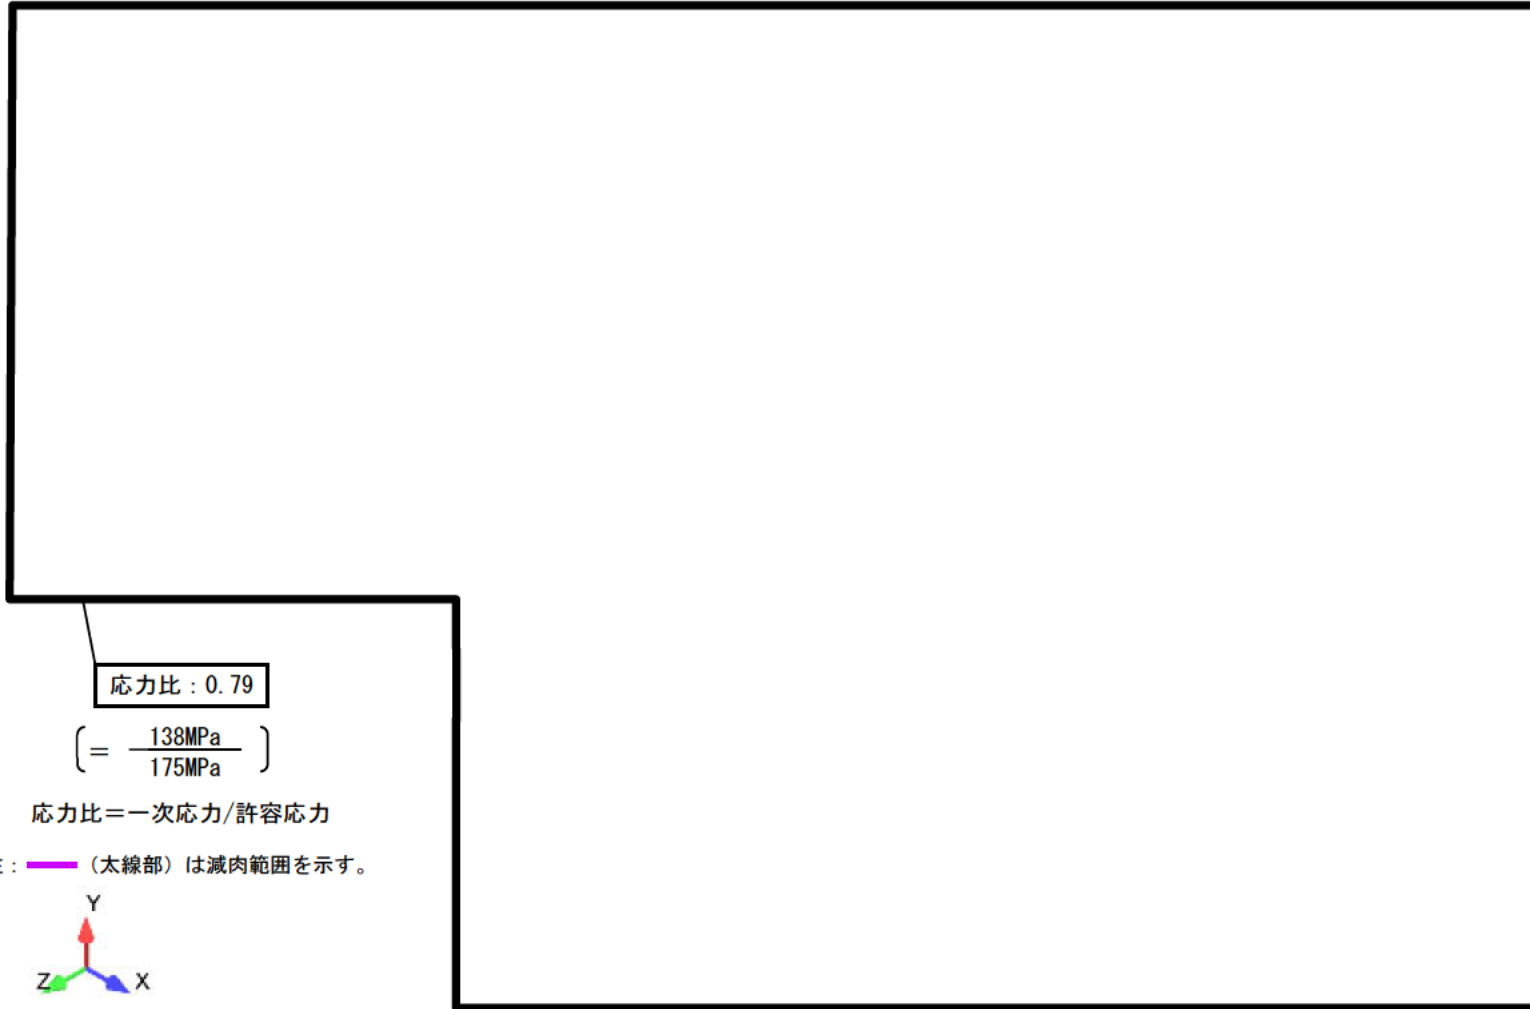 応力比：0.79
（＝ 138MPa
175MPa ）
応力比＝一次応力/許容応力
：（太線部）は減肉範囲を示す。
Y
Z X